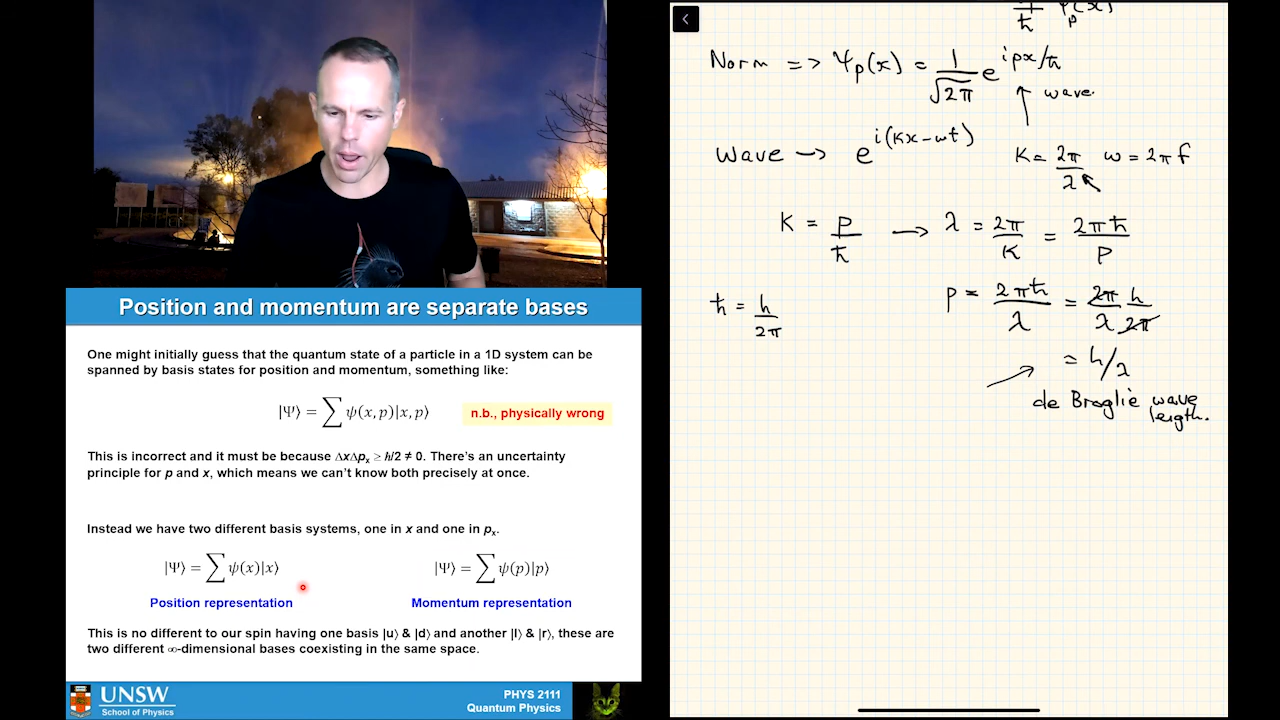 Position and momentum are separate bases
One might initially guess that the quantum state of a particle in a 1D system can be
spanned by basis states for position and momentum, something like:
|Ψ⟩ = ∑ ψ(x, p)|x, p⟩
n.b., physically wrong
This is incorrect and it must be because ΔxΔpₓ ≥ ℏ/2 ≠ 0. There's an uncertainty
principle for p and x, which means we can't know both precisely at once.
Instead we have two different basis systems, one in x and one in pₓ.
|Ψ⟩ = ∑ ψ(x)|x⟩
|Ψ⟩ = ∑ ψ(p)|p⟩
Position representation
Momentum representation
This is no different to our spin having one basis |u⟩ & |d⟩ and another |l⟩ & |r⟩, these are
two different ∞-dimensional bases coexisting in the same space.
UNSW
School of Physics
PHYS 2111
Quantum Physics
Norm => Ψp(x) = 1/√2π e^ipx/ℏ
wave.
Wave → e^i(Kx-ωt)
K = 2π/λ ω = 2πf
K = p/ℏ → λ = 2π/K = 2πℏ/p
ℏ = h/2π
p = 2πℏ/λ = 2π/λ h/2π
= h/λ
de Broglie wave
length.